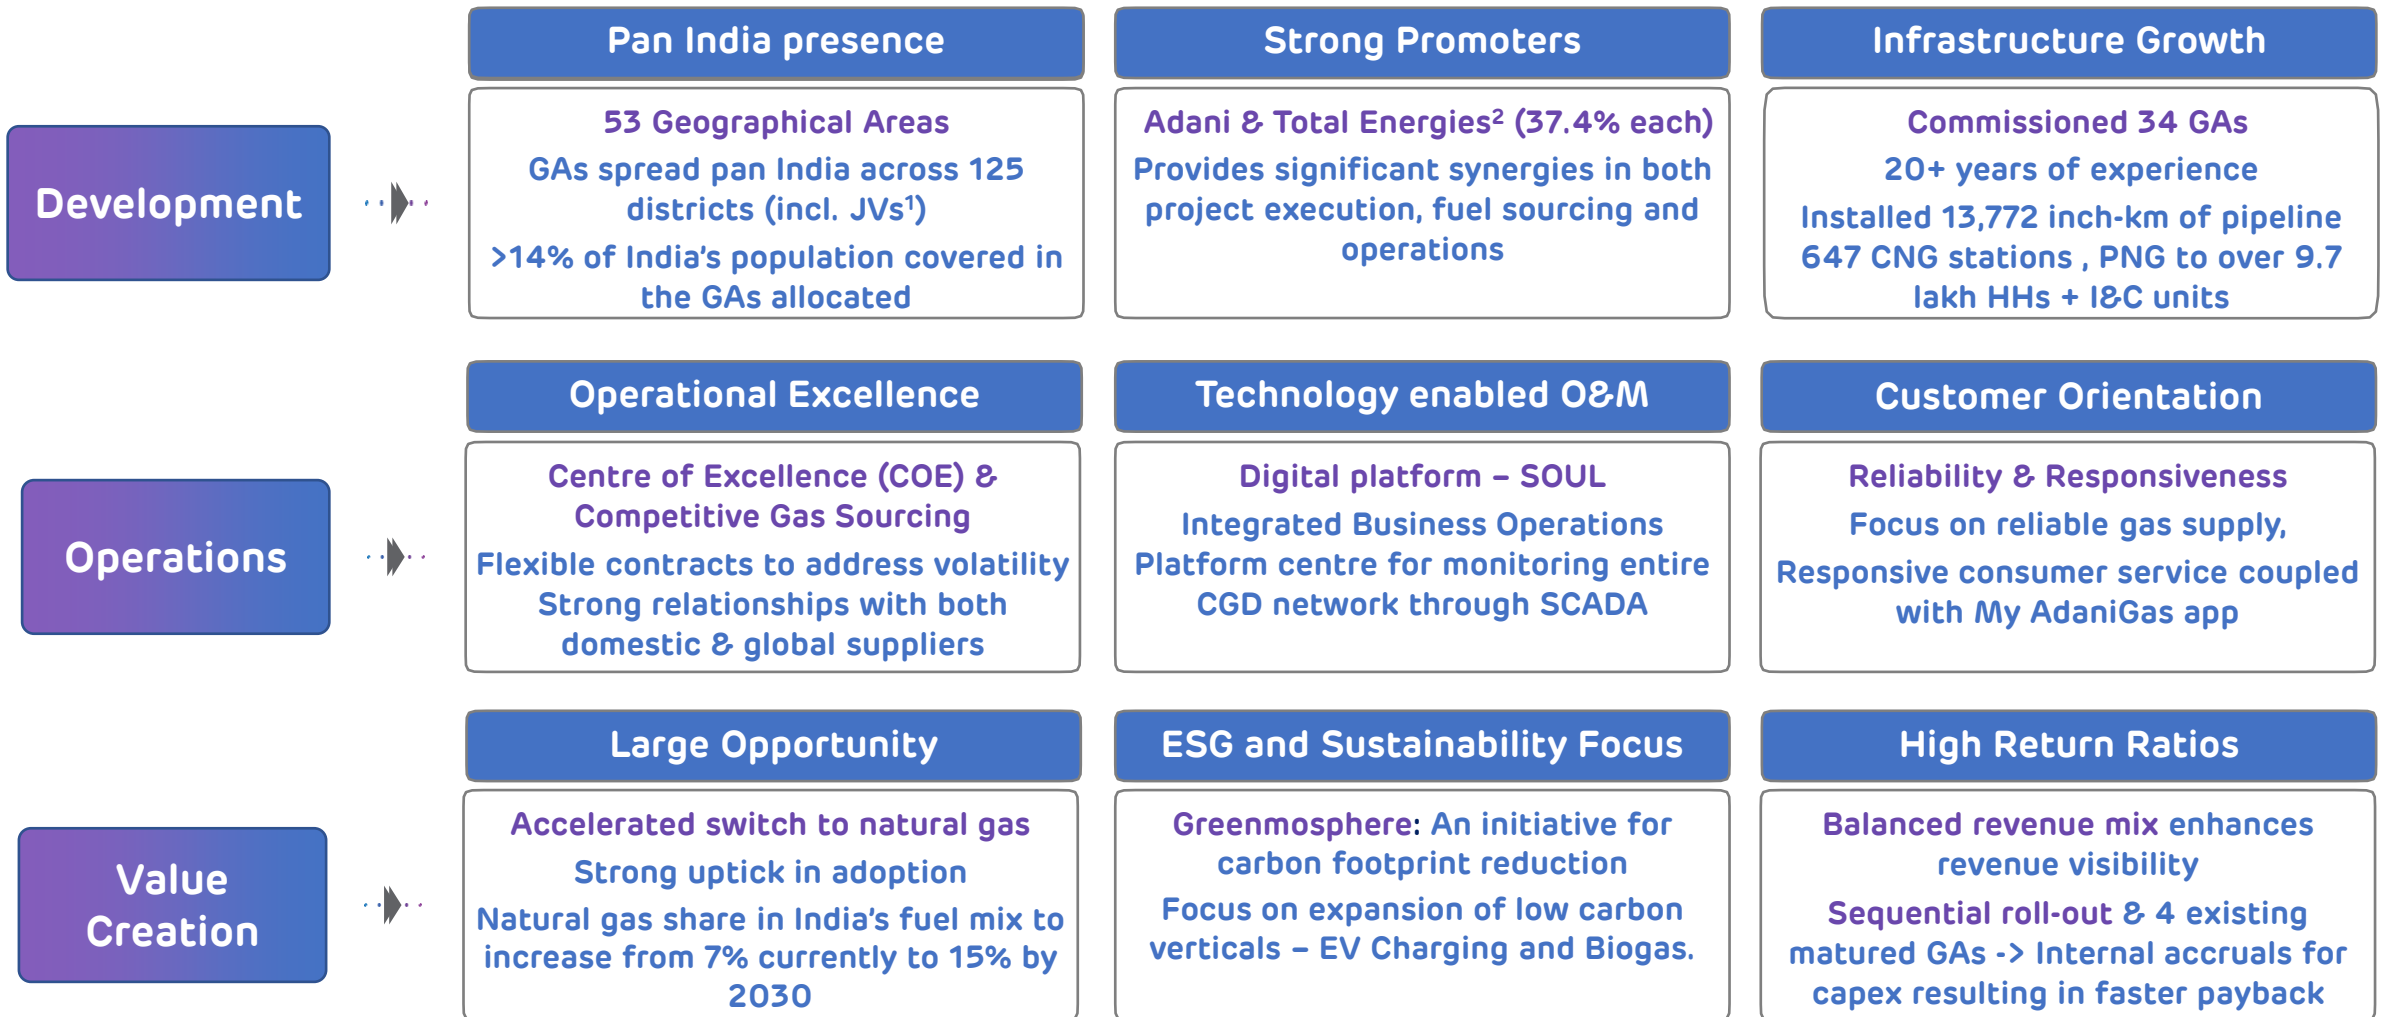 Pan India presence
Strong Promoters
Infrastructure Growth
Development
53 Geographical Areas
GAs spread pan India across 125
districts (incl. JVs¹)
>14% of India's population covered in
the GAs allocated
Adani & Total Energies² (37.4% each)
Provides significant synergies in both
project execution, fuel sourcing and
operations
Commissioned 34 GAs
20+ years of experience
Installed 13,772 inch-km of pipeline
647 CNG stations , PNG to over 9.7
lakh HHs + I&C units
Operational Excellence
Technology enabled O&M
Customer Orientation
Operations
Centre of Excellence (COE) &
Competitive Gas Sourcing
Flexible contracts to address volatility
Strong relationships with both
domestic & global suppliers
Digital platform – SOUL
Integrated Business Operations
Platform centre for monitoring entire
CGD network through SCADA
Reliability & Responsiveness
Focus on reliable gas supply,
Responsive consumer service coupled
with My AdaniGas app
Large Opportunity
ESG and Sustainability Focus
High Return Ratios
Value
Creation
Accelerated switch to natural gas
Strong uptick in adoption
Natural gas share in India's fuel mix to
increase from 7% currently to 15% by
2030
Greenmosphere: An initiative for
carbon footprint reduction
Focus on expansion of low carbon
verticals – EV Charging and Biogas.
Balanced revenue mix enhances
revenue visibility
Sequential roll-out & 4 existing
matured GAs -> Internal accruals for
capex resulting in faster payback